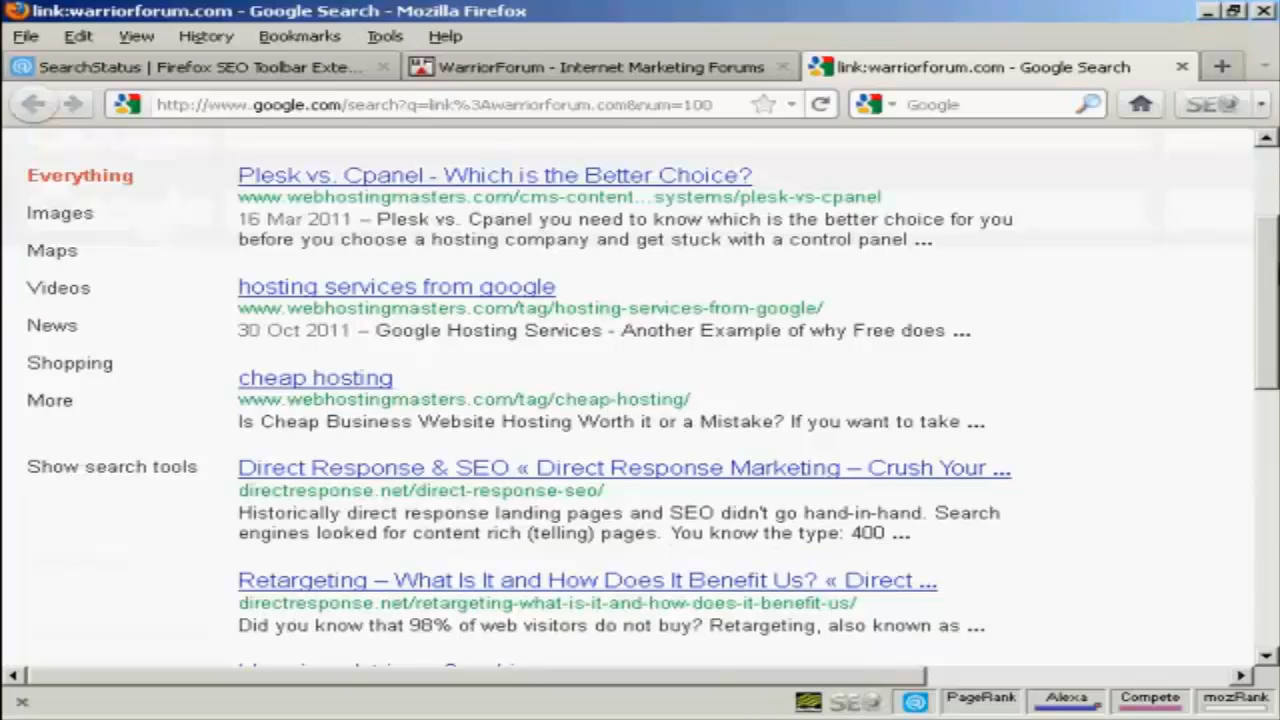 link:warriorforum.com - Google Search - Mozilla Firefox
File Edit View History Bookmarks Tools Help
SearchStatus | Firefox SEO Toolbar Exte...
WarriorForum - Internet Marketing Forums
link:warriorforum.com - Google Search
http://www.google.com/search?q=link%3Awarriorforum.com&num=100
Google
SEO
Everything
Images
Maps
Videos
News
Shopping
More
Show search tools
Plesk vs. Cpanel - Which is the Better Choice?
www.webhostingmasters.com/cms-content...systems/plesk-vs-cpanel
16 Mar 2011 – Plesk vs. Cpanel you need to know which is the better choice for you
before you choose a hosting company and get stuck with a control panel ...
hosting services from google
www.webhostingmasters.com/tag/hosting-services-from-google/
30 Oct 2011 – Google Hosting Services - Another Example of why Free does ...
cheap hosting
www.webhostingmasters.com/tag/cheap-hosting/
Is Cheap Business Website Hosting Worth it or a Mistake? If you want to take ...
Direct Response & SEO « Direct Response Marketing – Crush Your ...
directresponse.net/direct-response-seo/
Historically direct response landing pages and SEO didn't go hand-in-hand. Search
engines looked for content rich (telling) pages. You know the type: 400 ...
Retargeting – What Is It and How Does It Benefit Us? « Direct ...
directresponse.net/retargeting-what-is-it-and-how-does-it-benefit-us/
Did you know that 98% of web visitors do not buy? Retargeting, also known as ...
SEO
PageRank
Alexa
Compete
mozRank